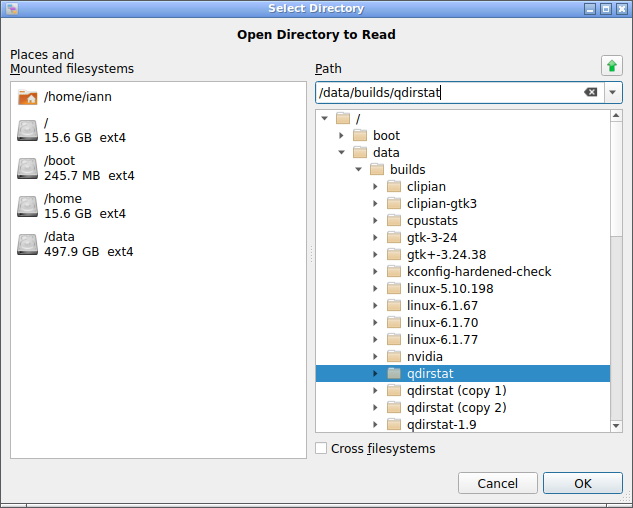 Select Directory
Open Directory to Read
Places and
Mounted filesystems
/home/iann
/
15.6 GB ext4
/boot
245.7 MB ext4
/home
15.6 GB ext4
/data
497.9 GB ext4
Path
/data/builds/qdirstat
/
boot
data
builds
clipian
clipian-gtk3
cpustats
gtk-3-24
gtk+-3.24.38
kconfig-hardened-check
linux-5.10.198
linux-6.1.67
linux-6.1.70
linux-6.1.77
nvidia
qdirstat
qdirstat (copy 1)
qdirstat (copy 2)
qdirstat-1.9
Cross filesystems
Cancel
OK